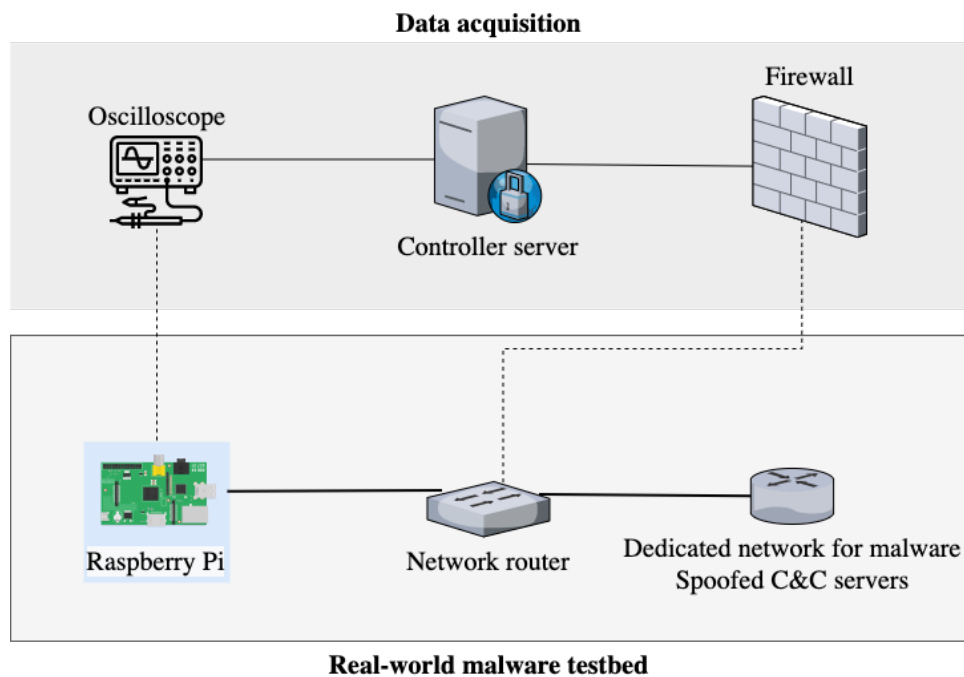 Data acquisition
Firewall
Oscilloscope
Controller server
Raspberry Pi
Network router
Dedicated network for malware
Spoofed C&C servers
Real-world malware testbed